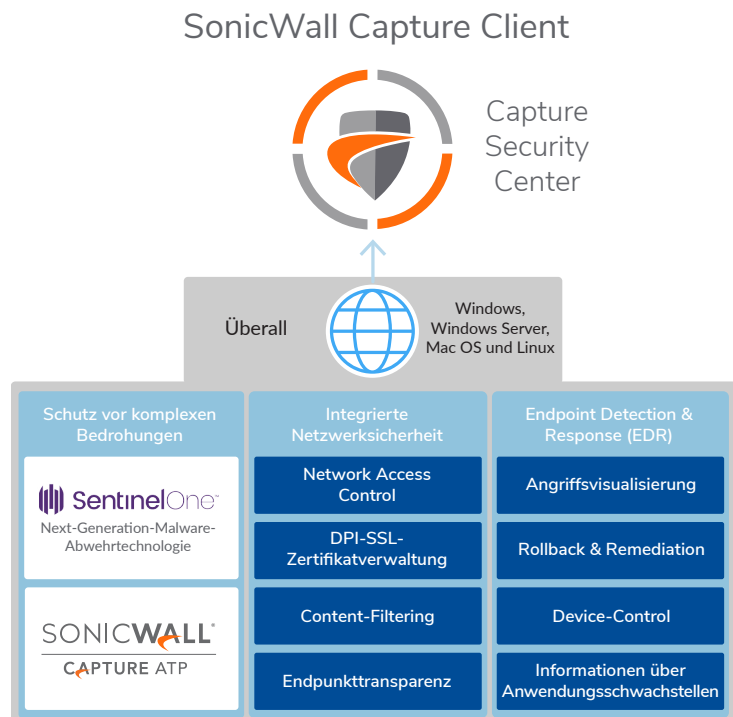 SonicWall Capture Client
Capture
Security
Center
Überall
Windows,
Windows Server,
Mac OS und Linux
Schutz vor komplexen
Bedrohungen
SentinelOne™
Next-Generation-Malware-
Abwehrtechnologie
SONICWALL®
CAPTURE ATP
Integrierte
Netzwerksicherheit
Network Access
Control
DPI-SSL-
Zertifikatverwaltung
Content-Filtering
Endpunkttransparenz
Endpoint Detection &
Response (EDR)
Angriffsvisualisierung
Rollback & Remediation
Device-Control
Informationen über
Anwendungsschwachstellen